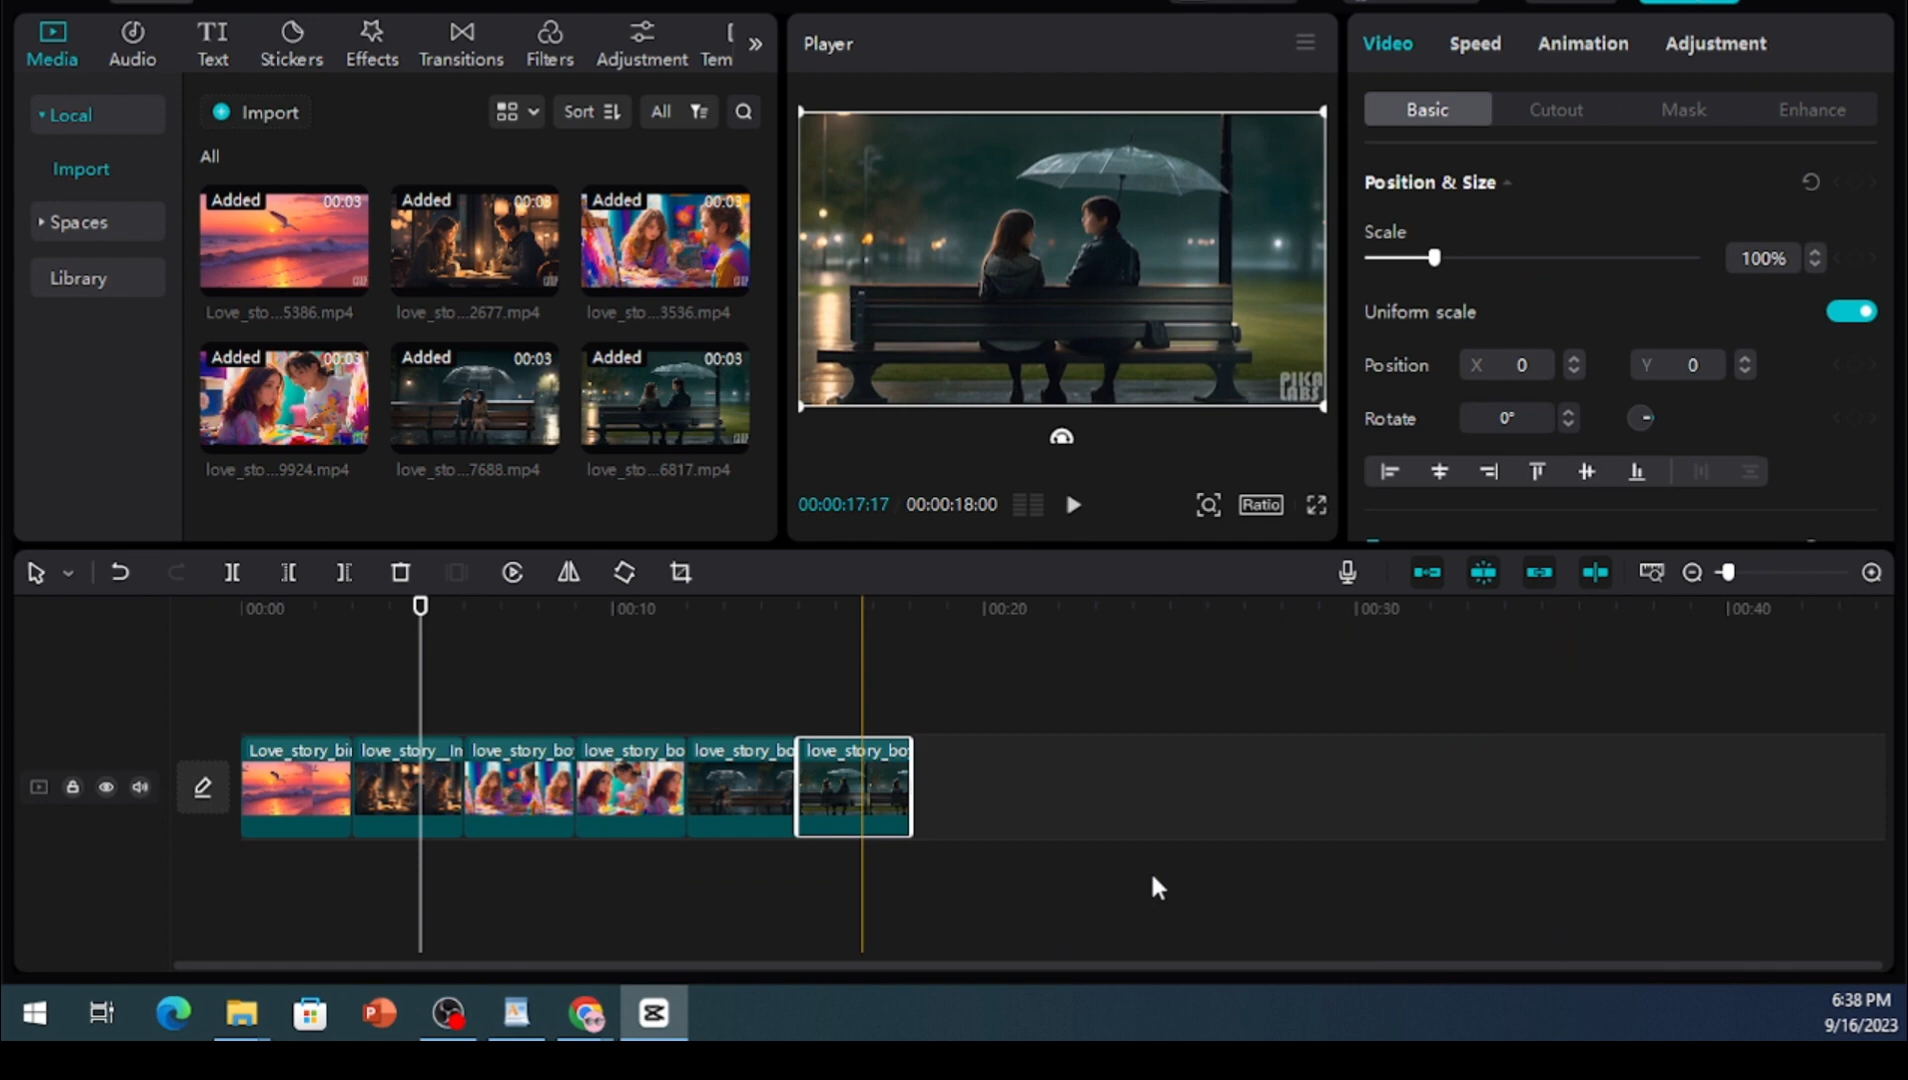 Media
Audio
TI
Text
Stickers
Effects
Transitions
Filters
Adjustment
Tem
Player
Video
Speed
Animation
Adjustment
Local
Import
Spaces
Library
Import
Sort
All
All
Added
00:03
Added
00:03
Added
00:03
Love_sto...5386.mp4
love_sto...2677.mp4
love_sto...3536.mp4
Added
00:03
Added
00:03
Added
00:03
love_sto...9924.mp4
love_sto...7688.mp4
love_sto...6817.mp4
PIKA
LABS
00:00:17:17
00:00:18:00
Ratio
Basic
Cutout
Mask
Enhance
Position & Size
Scale
100%
Uniform scale
Position
X 0
Y 0
Rotate
0°
00:00
00:10
00:20
00:30
00:40
Love_story_bi
love_story__In
love_story_bo
love_story_bo
love_story_bo
love_story_bo
6:38 PM
9/16/2023